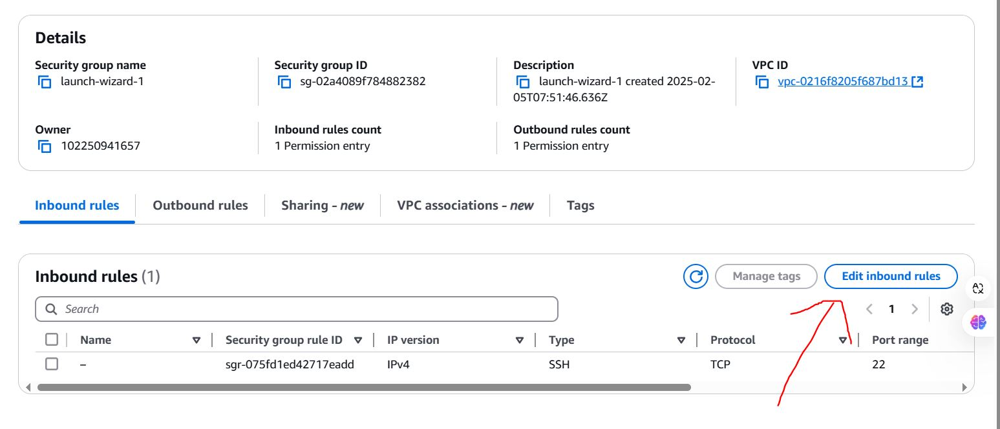 Details
Security group name
launch-wizard-1
Security group ID
sg-02a4089f784882382
Description
launch-wizard-1 created 2025-02-
05T07:51:46.636Z
VPC ID
vpc-0216f8205f687bd13
Owner
102250941657
Inbound rules count
1 Permission entry
Outbound rules count
1 Permission entry
Inbound rules
Outbound rules
Sharing - new
VPC associations - new
Tags
Inbound rules (1)
Manage tags
Edit inbound rules
Search
1
Name
Security group rule ID
IP version
Type
Protocol
Port range
–
sgr-075fd1ed42717eadd
IPv4
SSH
TCP
22